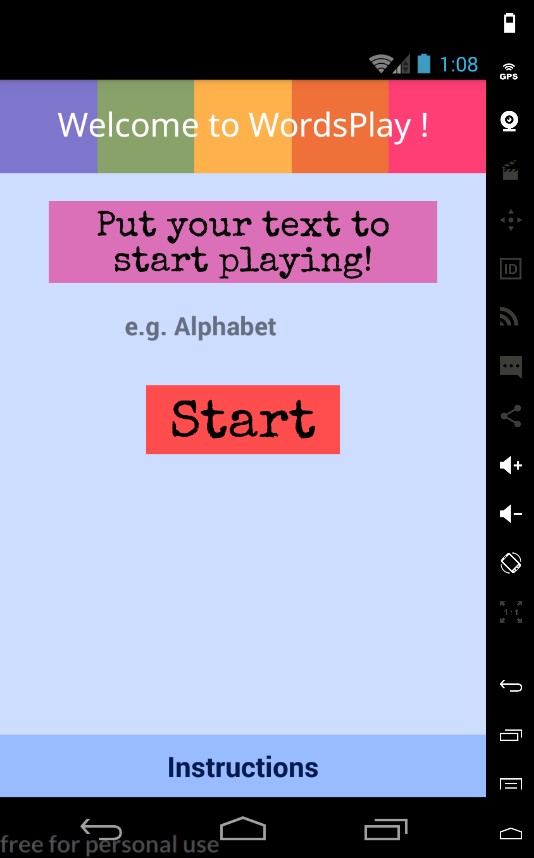 1:08
GPS
Welcome to WordsPlay !
Put your text to
start playing!
ID
e.g. Alphabet
Start
1:1
Instructions
free for personal use